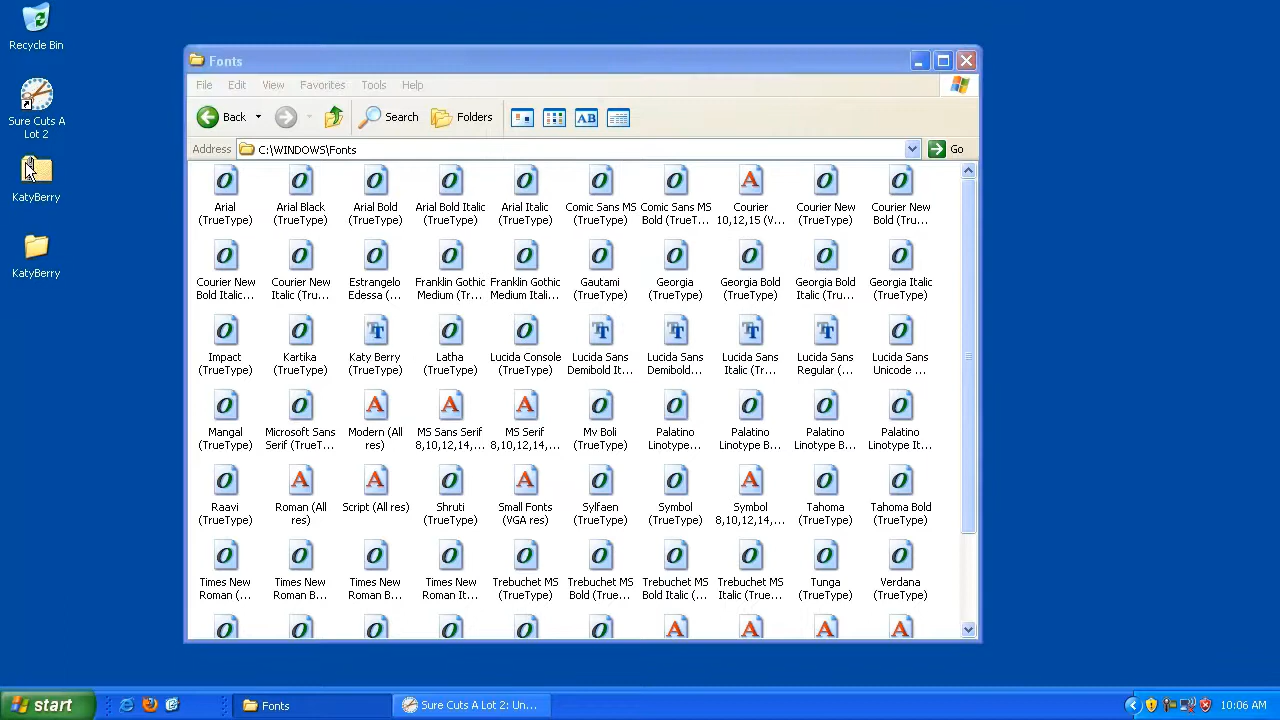 Recycle Bin
Sure Cuts A
Lot 2
KatyBerry
KatyBerry
Fonts
File Edit View Favorites Tools Help
Back Search Folders
Address C:\WINDOWS\Fonts Go
Arial Arial Black Arial Bold Arial Bold Italic Arial Italic Comic Sans MS Comic Sans MS Courier Courier New Courier New
(TrueType) (TrueType) (TrueType) (TrueType) (TrueType) (TrueType) Bold (TrueT... 10,12,15 (V... (TrueType) Bold (Tru...
Courier New Courier New Estrangelo Franklin Gothic Franklin Gothic Gautami Georgia Georgia Bold Georgia Bold Georgia Italic
Bold Italic... Italic (Tru... Edessa (... Medium (Tr... Medium Itali... (TrueType) (TrueType) (TrueType) Italic (Tru... (TrueType)
Impact Kartika Katy Berry Latha Lucida Console Lucida Sans Lucida Sans Lucida Sans Lucida Sans Lucida Sans
(TrueType) (TrueType) (TrueType) (TrueType) (TrueType) Demibold It... Demibold... Italic (Tr... Regular (... Unicode ...
Mangal Microsoft Sans Modern (All MS Sans Serif MS Serif Mv Boli Palatino Palatino Palatino Palatino
(TrueType) Serif (TrueT... res) 8,10,12,14,... 8,10,12,14,... (TrueType) Linotype... Linotype B... Linotype B... Linotype It...
Raavi Roman (All Script (All res) Shruti Small Fonts Sylfaen Symbol Symbol Tahoma Tahoma Bold
(TrueType) res) (TrueType) (VGA res) (TrueType) (TrueType) 8,10,12,14,... (TrueType) (TrueType)
Times New Times New Times New Times New Trebuchet MS Trebuchet MS Trebuchet MS Trebuchet MS Tunga Verdana
Roman (... Roman B... Roman B... Roman It... (TrueType) Bold (True... Bold Italic (... Italic (True... (TrueType) (TrueType)
start Fonts Sure Cuts A Lot 2: Un... 10:06 AM